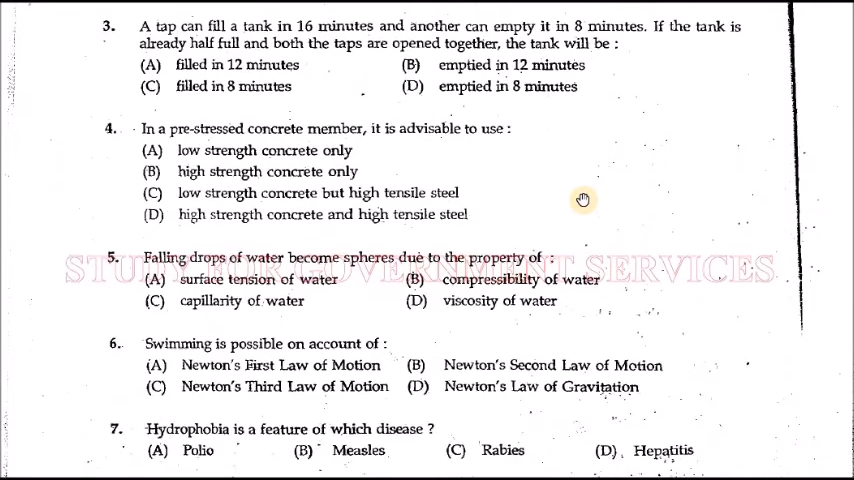 3. A tap can fill a tank in 16 minutes and another can empty it in 8 minutes. If the tank is
already half full and both the taps are opened together, the tank will be :
(A) filled in 12 minutes (B) emptied in 12 minutes
(C) filled in 8 minutes (D) emptied in 8 minutes
4. In a pre-stressed concrete member, it is advisable to use :
(A) low strength concrete only
(B) high strength concrete only
(C) low strength concrete but high tensile steel
(D) high strength concrete and high tensile steel
5. Falling drops of water become spheres due to the property of :
STUDY FOR GOVERNMENT SERVICES
(A) surface tension of water (B) compressibility of water
(C) capillarity of water (D) viscosity of water
6. Swimming is possible on account of :
(A) Newton's First Law of Motion (B) Newton's Second Law of Motion
(C) Newton's Third Law of Motion (D) Newton's Law of Gravitation
7. Hydrophobia is a feature of which disease ?
(A) Polio (B) Measles (C) Rabies (D) Hepatitis